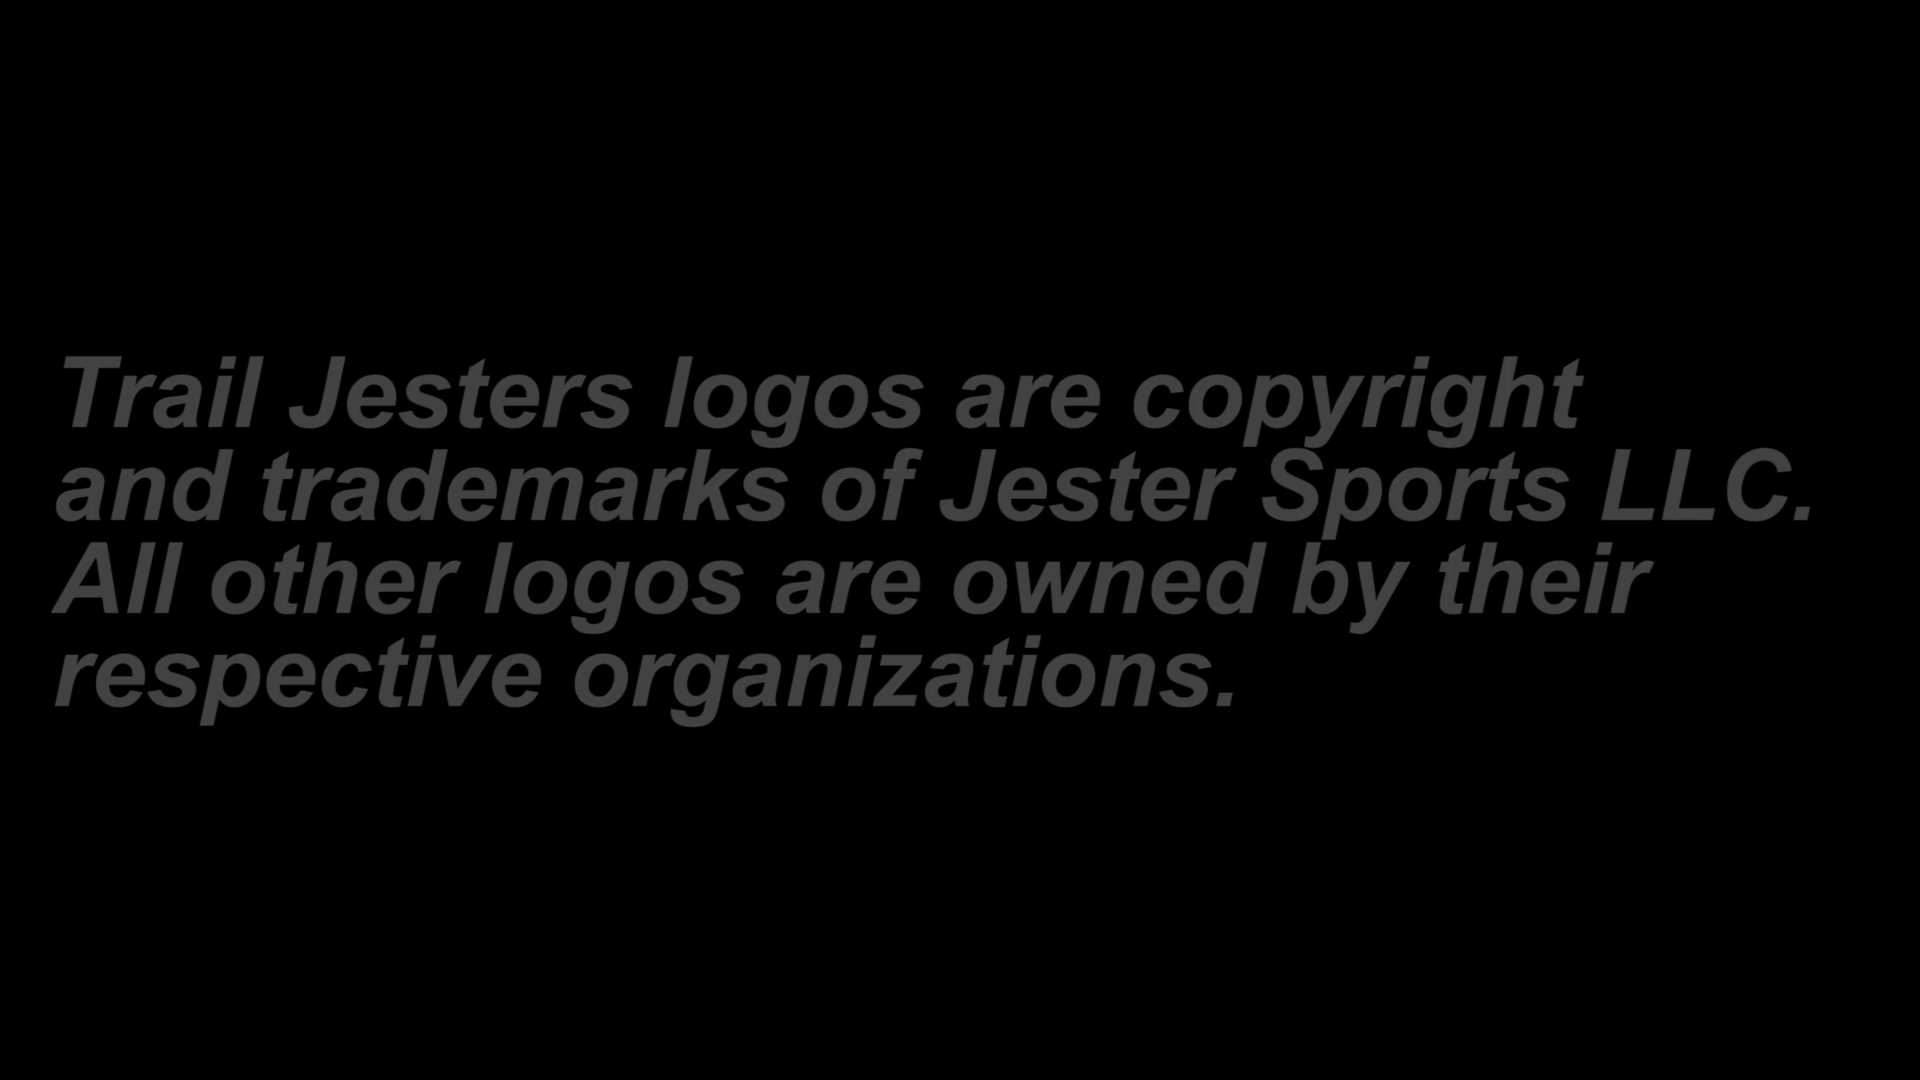 Trail Jesters logos are copyright
and trademarks of Jester Sports LLC.
All other logos are owned by their
respective organizations.